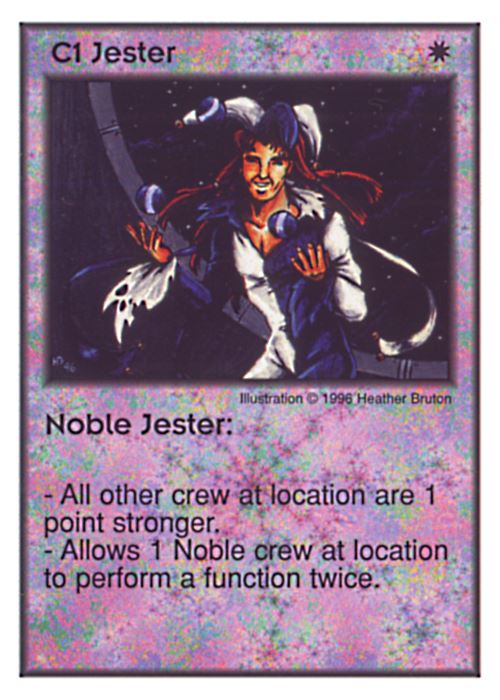 C1 Jester
Illustration © 1996 Heather Bruton
Noble Jester:
- All other crew at location are 1
point stronger.
- Allows 1 Noble crew at location
to perform a function twice.